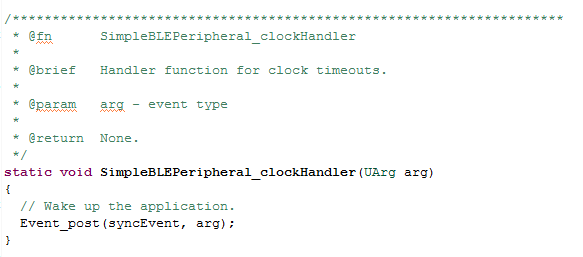 /*********************************************************************
 * @fn      SimpleBLEPeripheral_clockHandler
 *
 * @brief   Handler function for clock timeouts.
 *
 * @param   arg - event type
 *
 * @return  None.
 */
static void SimpleBLEPeripheral_clockHandler(UArg arg)
{
  // Wake up the application.
  Event_post(syncEvent, arg);
}